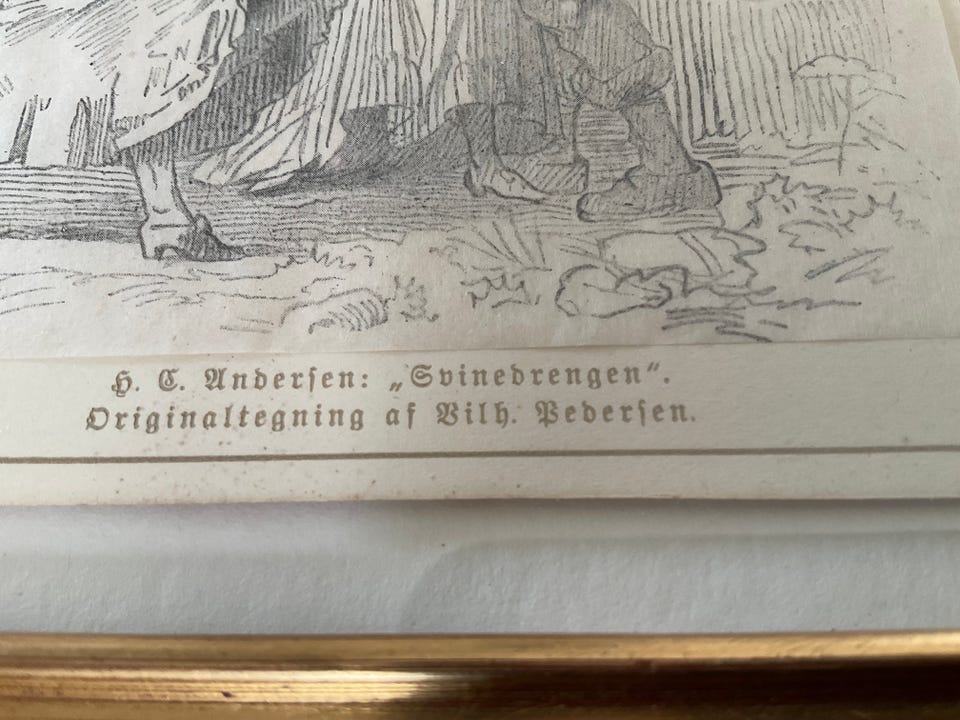 H. C. Andersen: „Svinedrengen“.
Originaltegning af Vilh. Pedersen.